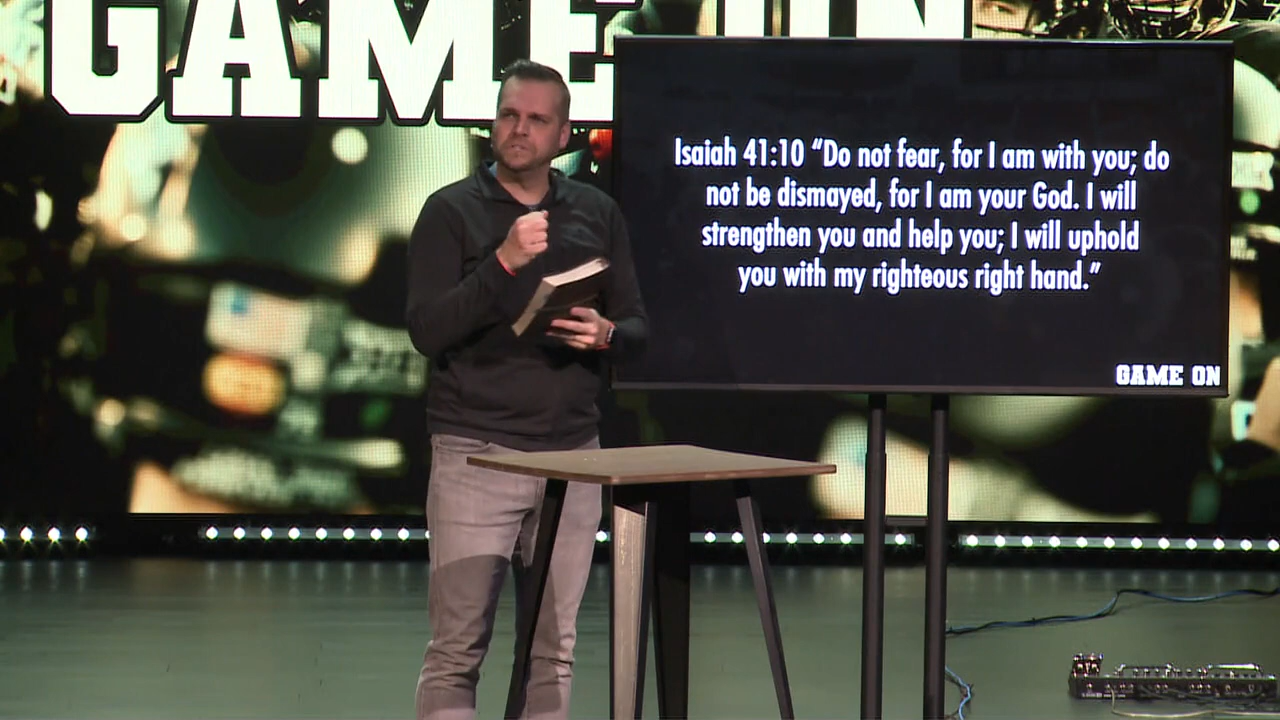 GAME ON
Isaiah 41:10 “Do not fear, for I am with you; do
not be dismayed, for I am your God. I will
strengthen you and help you; I will uphold
you with my righteous right hand.”
GAME ON